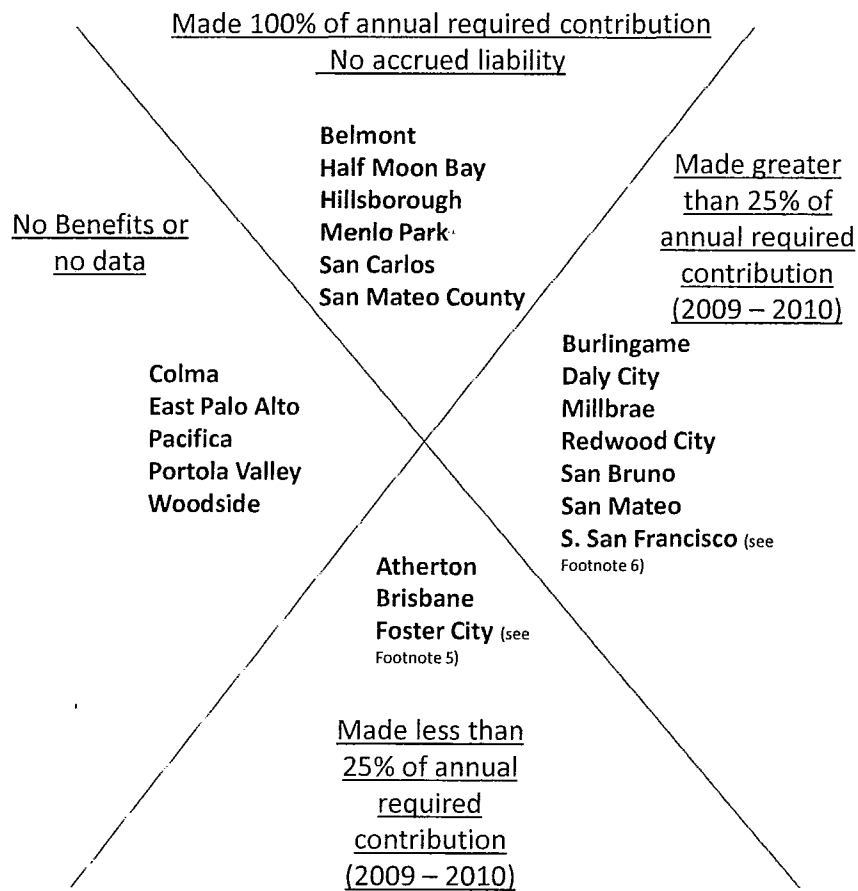 Made 100% of annual required contribution
No accrued liability
Belmont
Half Moon Bay
Hillsborough
Menlo Park
San Carlos
San Mateo County
No Benefits or
no data
Colma
East Palo Alto
Pacifica
Portola Valley
Woodside
Made greater
than 25% of
annual required
contribution
(2009 – 2010)
Burlingame
Daly City
Millbrae
Redwood City
San Bruno
San Mateo
S. San Francisco (see
Footnote 6)
Atherton
Brisbane
Foster City (see
Footnote 5)
Made less than
25% of annual
required
contribution
(2009 – 2010)